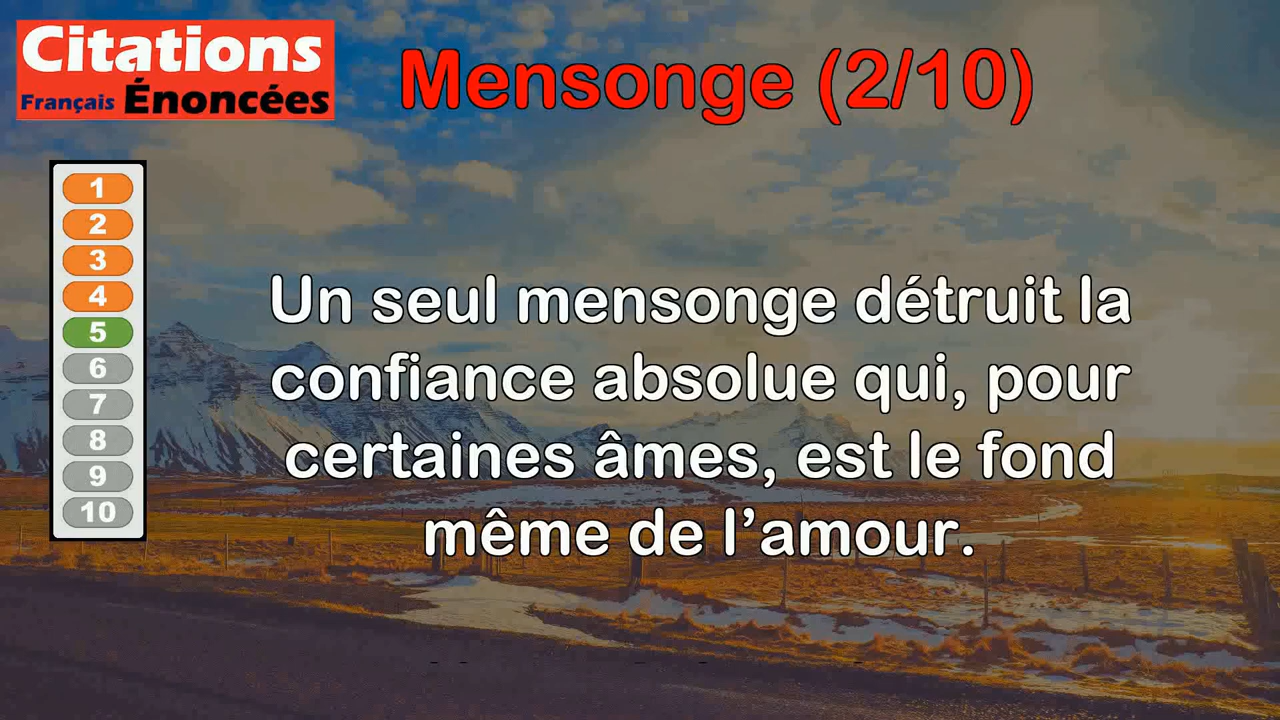 Citations
Français Énoncées
Mensonge (2/10)
1
2
3
4
5
6
7
8
9
10
Un seul mensonge détruit la
confiance absolue qui, pour
certaines âmes, est le fond
même de l’amour.